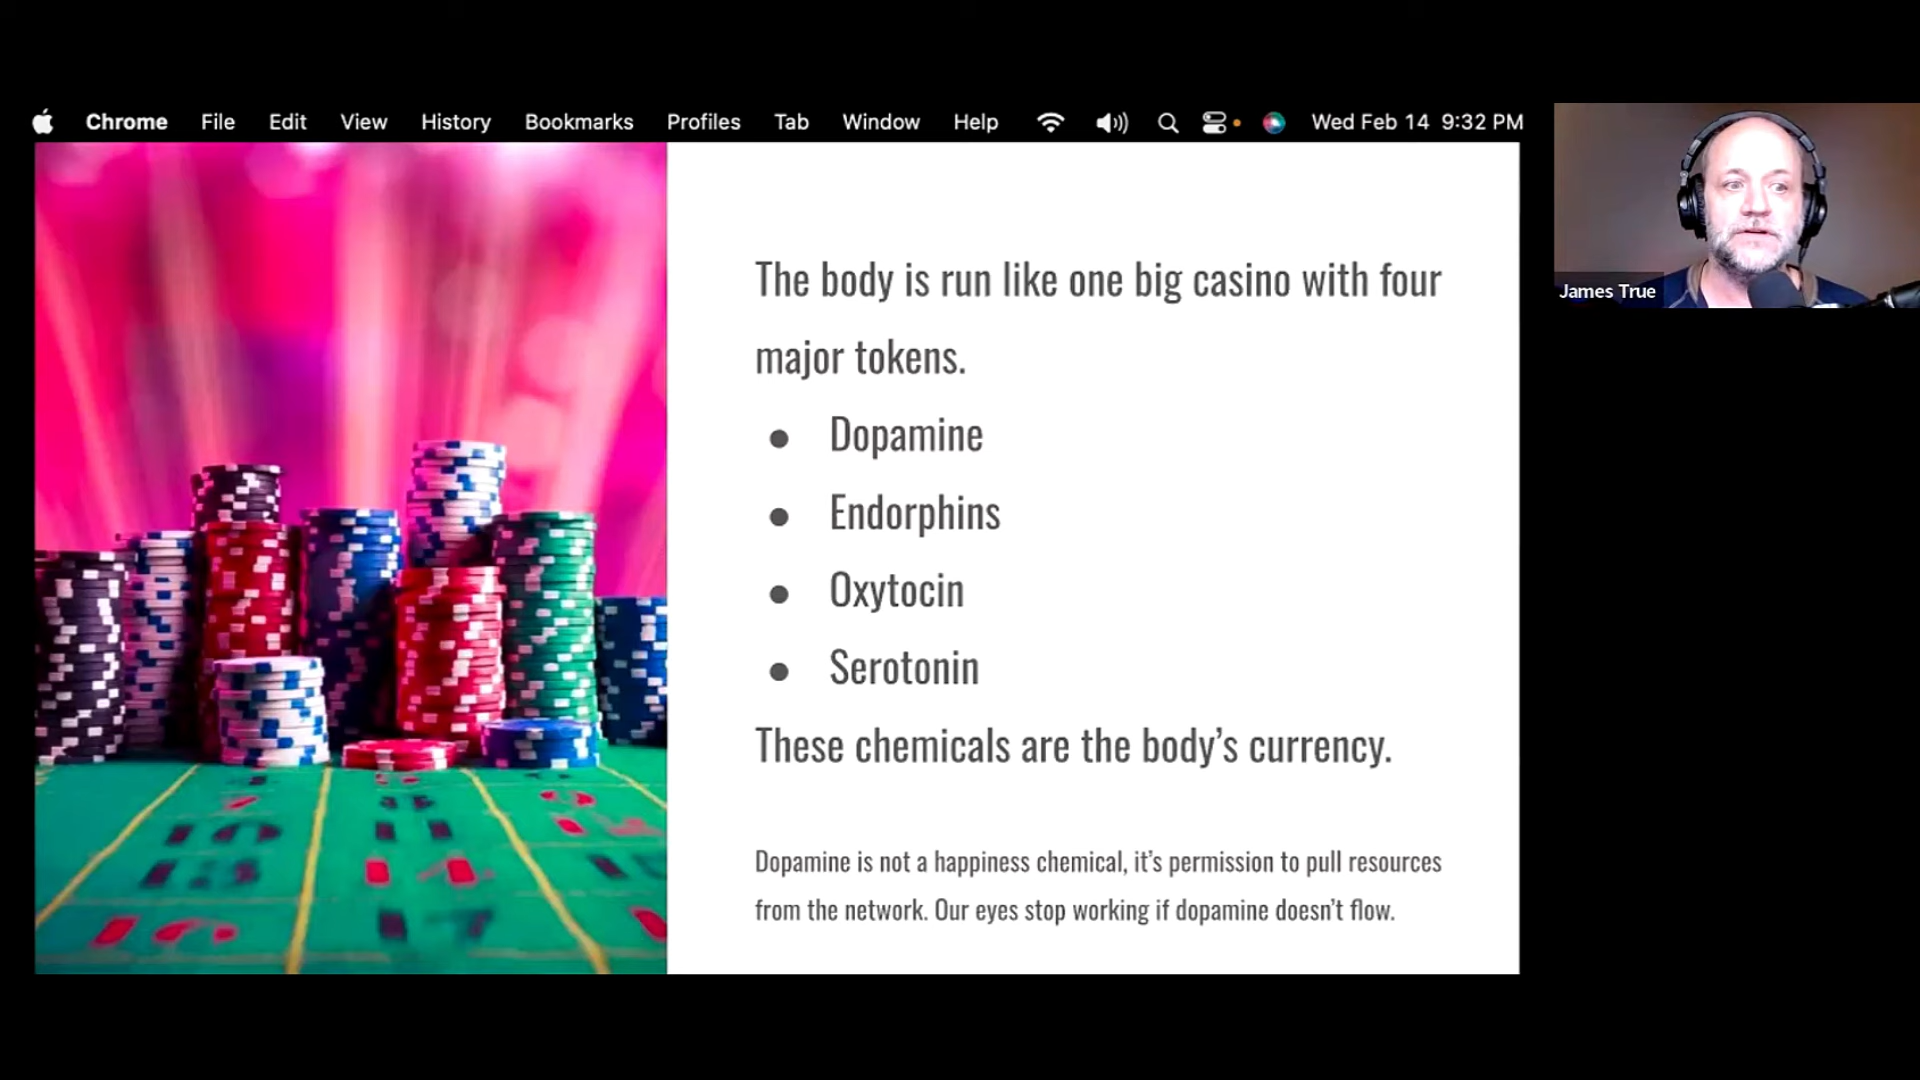 Chrome File Edit View History Bookmarks Profiles Tab Window Help Wed Feb 14 9:32 PM
The body is run like one big casino with four
major tokens.
● Dopamine
● Endorphins
● Oxytocin
● Serotonin
These chemicals are the body’s currency.
Dopamine is not a happiness chemical, it’s permission to pull resources
from the network. Our eyes stop working if dopamine doesn’t flow.
James True
10 11
17